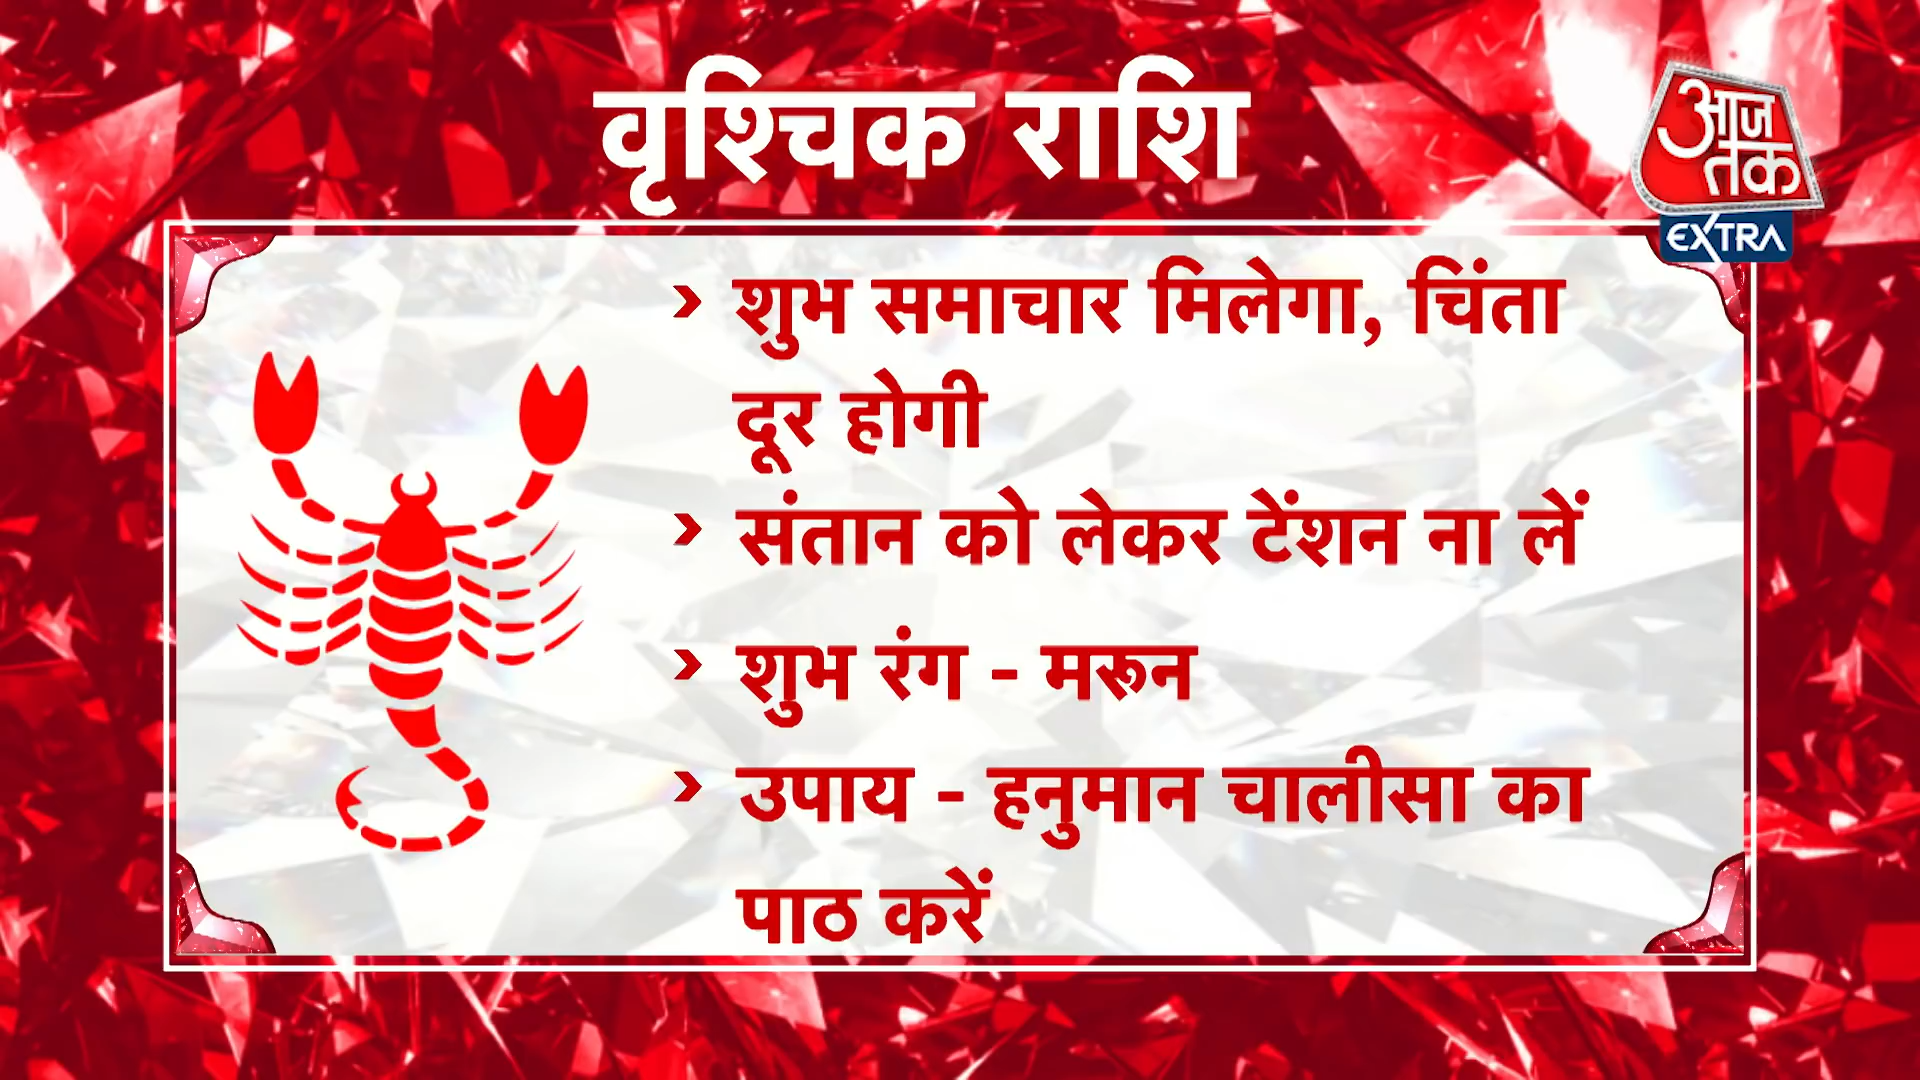 वृश्चिक राशि
आज
तक
EXTRA
› शुभ समाचार मिलेगा, चिंता
दूर होगी
› संतान को लेकर टेंशन ना लें
› शुभ रंग - मरून
› उपाय - हनुमान चालीसा का
पाठ करें